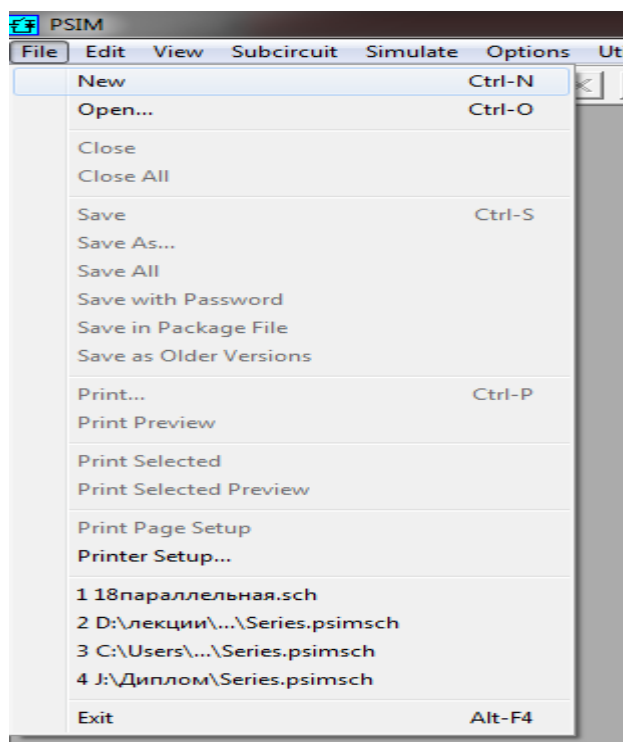 PSIM
File Edit View Subcircuit Simulate Options Ut
New Ctrl-N
Open... Ctrl-O
Close
Close All
Save Ctrl-S
Save As...
Save All
Save with Password
Save in Package File
Save as Older Versions
Print... Ctrl-P
Print Preview
Print Selected
Print Selected Preview
Print Page Setup
Printer Setup...
1 18параллельная.sch
2 D:\лекции\...\Series.psimsch
3 C:\Users\...\Series.psimsch
4 J:\Диплом\Series.psimsch
Exit Alt-F4